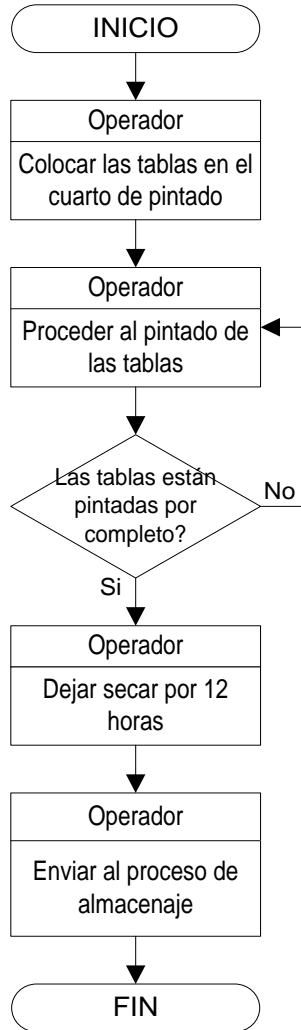 INICIO
Operador
Colocar las tablas en el
cuarto de pintado
Operador
Proceder al pintado de
las tablas
Las tablas están
pintadas por
completo?
No
Si
Operador
Dejar secar por 12
horas
Operador
Enviar al proceso de
almacenaje
FIN